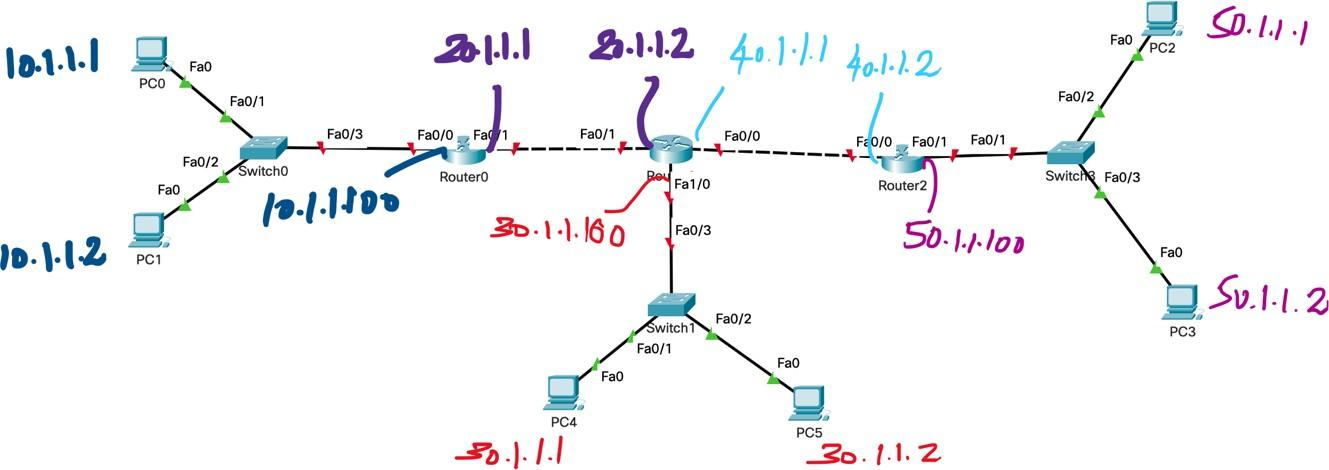 10.1.1.1
PC0
Fa0
Fa0/1
Fa0/2
Fa0
PC1
10.1.1.2
Switch0
Fa0/3
Fa0/0
10.1.1.100
Router0
Fa0/1
20.1.1.1
20.1.1.2
Fa0/1
40.1.1.1
Fa0/0
Fa1/0
30.1.1.100
Fa0/3
Switch1
Fa0/1
Fa0/2
Fa0
Fa0
PC4
PC5
30.1.1.1
30.1.1.2
40.1.1.2
Fa0/0
Fa0/1
Router2
50.1.1.100
Fa0/1
Switch3
Fa0/2
Fa0
PC2
50.1.1.1
Fa0/3
Fa0
PC3
50.1.1.2